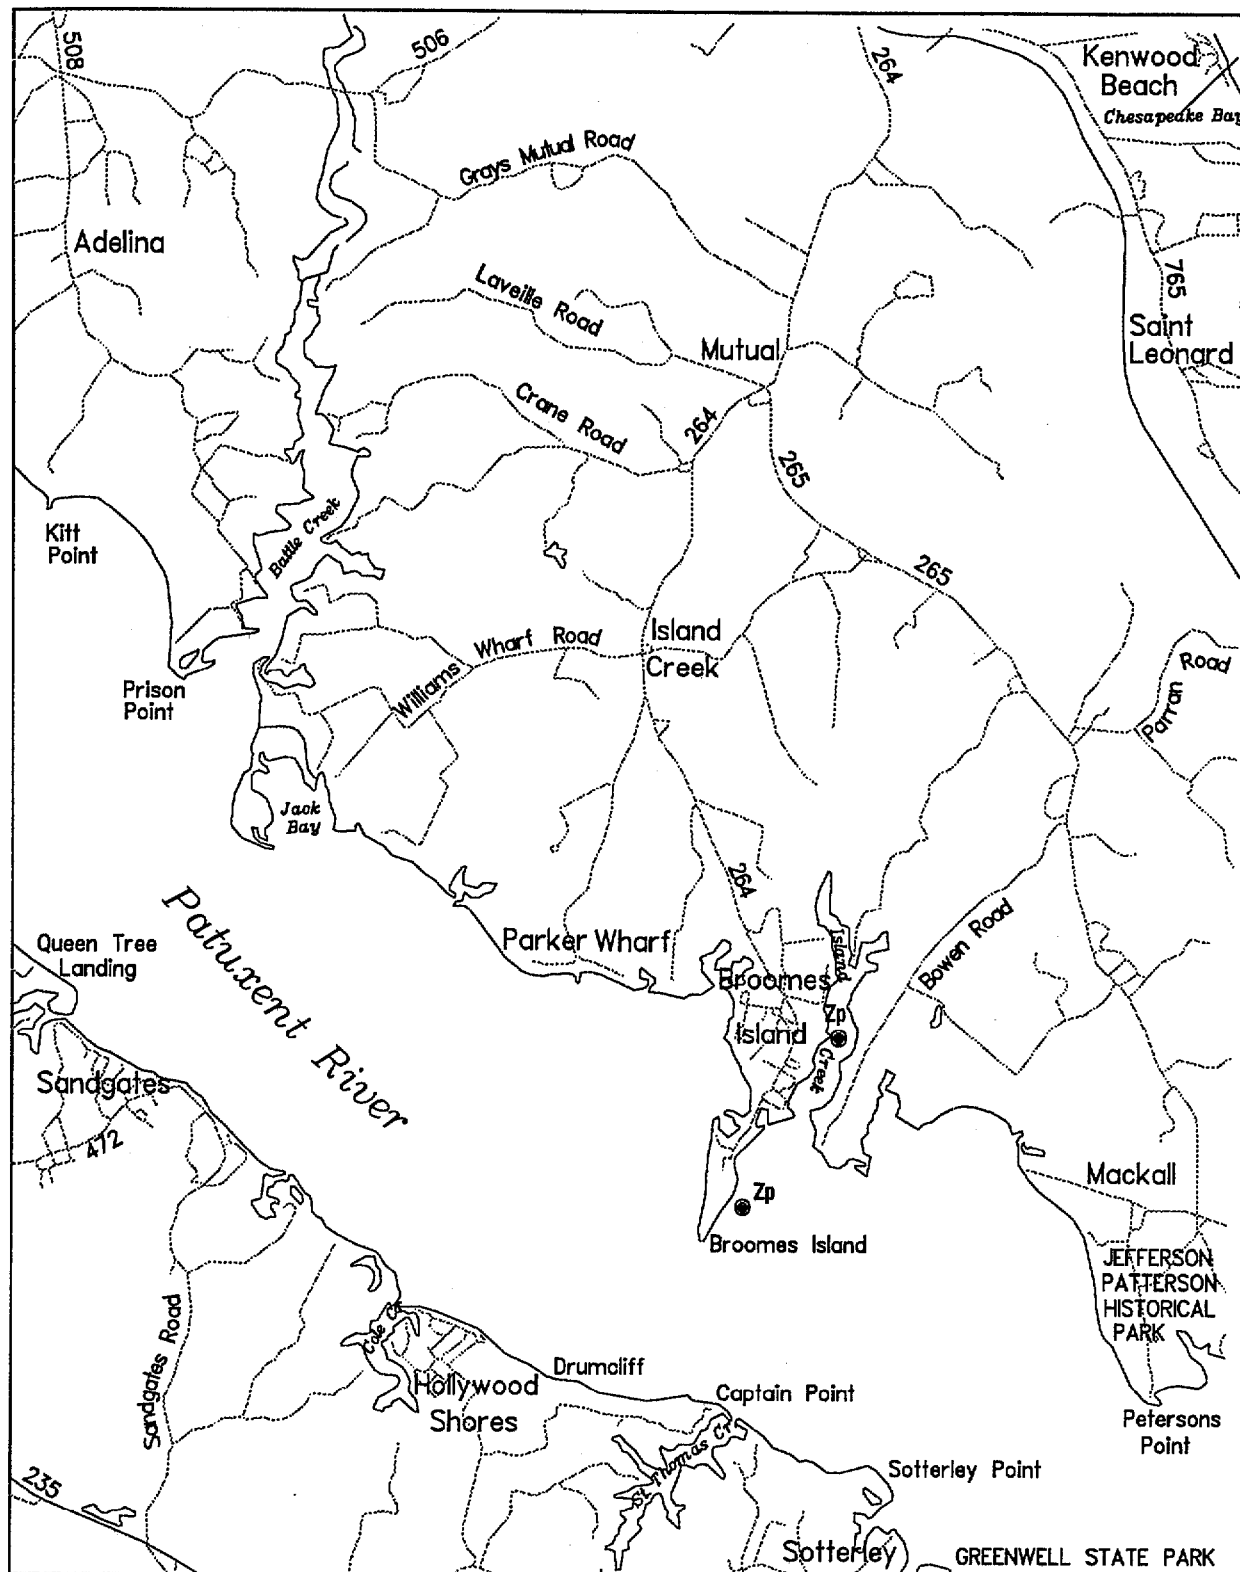 508
506
264
Kenwood
Beach
Chesapeake Bay
Grays Mutual Road
Adelina
765
Laveille Road
Saint
Leonard
Mutual
Crane Road
264
265
Kitt
Point
Battle Creek
265
Island
Creek
Williams Wharf Road
Parran Road
Prison
Point
Jack
Bay
264
Patuxent River
Bowen Road
Parker Wharf
Queen Tree
Landing
Island Creek
Broomes
Island
Zp
Sandgates
472
Mackall
Zp
Broomes Island
JEFFERSON
PATTERSON
HISTORICAL
PARK
Sandgates Road
Cole Cr
Drumcliff
Hollywood
Shores
Captain Point
Petersons
Point
St. Thomas Cr
Sotterley Point
235
Sotterley
GREENWELL STATE PARK